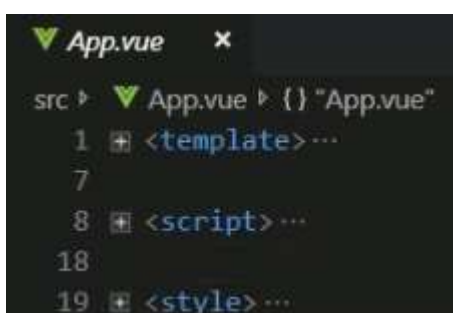 App.vue ×
src App.vue {} "App.vue"
1 <template>...
7
8 <script>...
18
19 <style>...